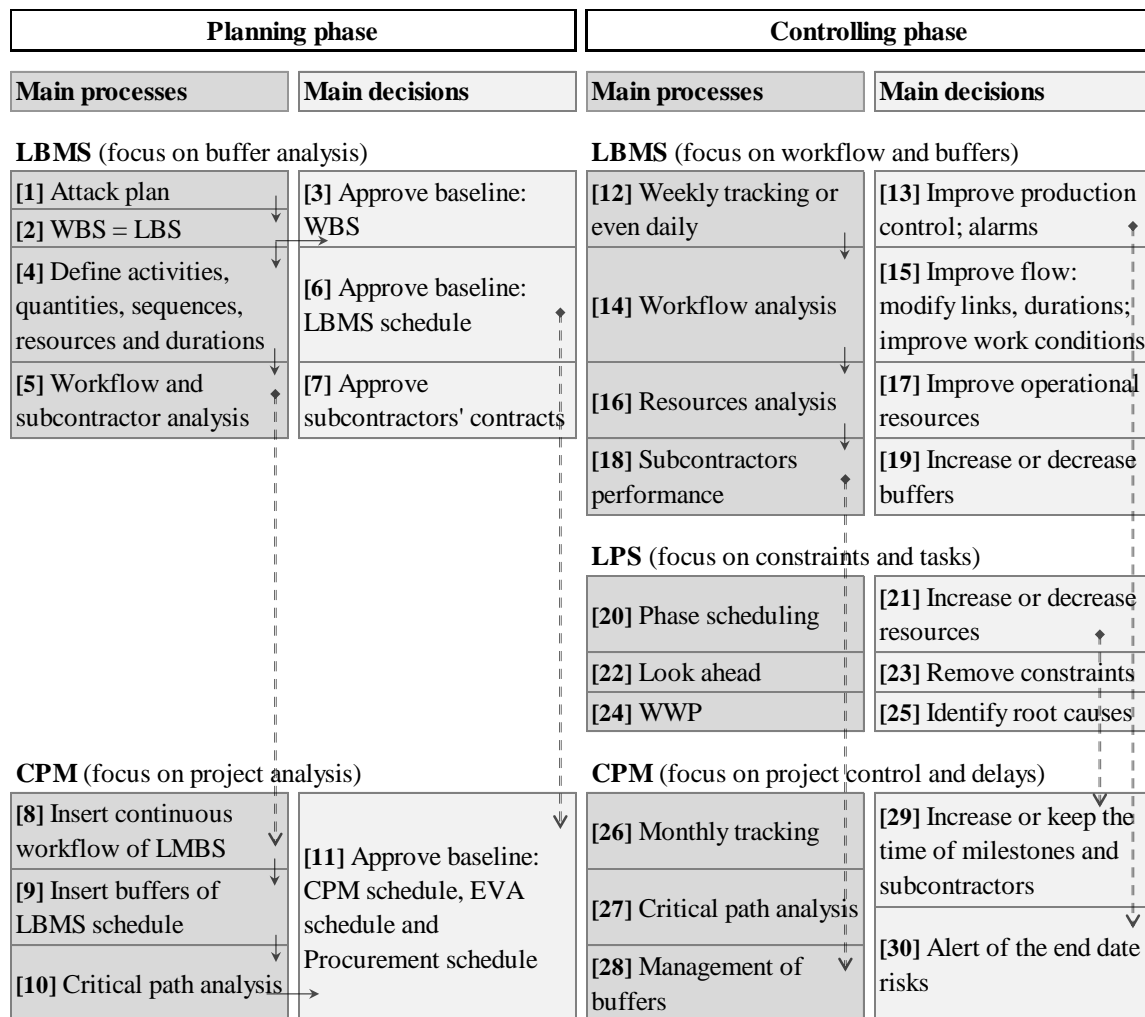 Planning phase
Controlling phase
Main processes
Main decisions
Main processes
Main decisions
LBMS (focus on buffer analysis)
[1] Attack plan
[2] WBS = LBS
[4] Define activities,
quantities, sequences,
resources and durations
[5] Workflow and
subcontractor analysis
[3] Approve baseline:
WBS
[6] Approve baseline:
LBMS schedule
[7] Approve
subcontractors' contracts
LBMS (focus on workflow and buffers)
[12] Weekly tracking or
even daily
[14] Workflow analysis
[16] Resources analysis
[18] Subcontractors
performance
[13] Improve production
control; alarms
[15] Improve flow:
modify links, durations;
improve work conditions
[17] Improve operational
resources
[19] Increase or decrease
buffers
LPS (focus on constraints and tasks)
[20] Phase scheduling
[22] Look ahead
[24] WWP
[21] Increase or decrease
resources
[23] Remove constraints
[25] Identify root causes
CPM (focus on project analysis)
[8] Insert continuous
workflow of LMBS
[9] Insert buffers of
LBMS schedule
[10] Critical path analysis
[11] Approve baseline:
CPM schedule, EVA
schedule and
Procurement schedule
CPM (focus on project control and delays)
[26] Monthly tracking
[27] Critical path analysis
[28] Management of
buffers
[29] Increase or keep the
time of milestones and
subcontractors
[30] Alert of the end date
risks